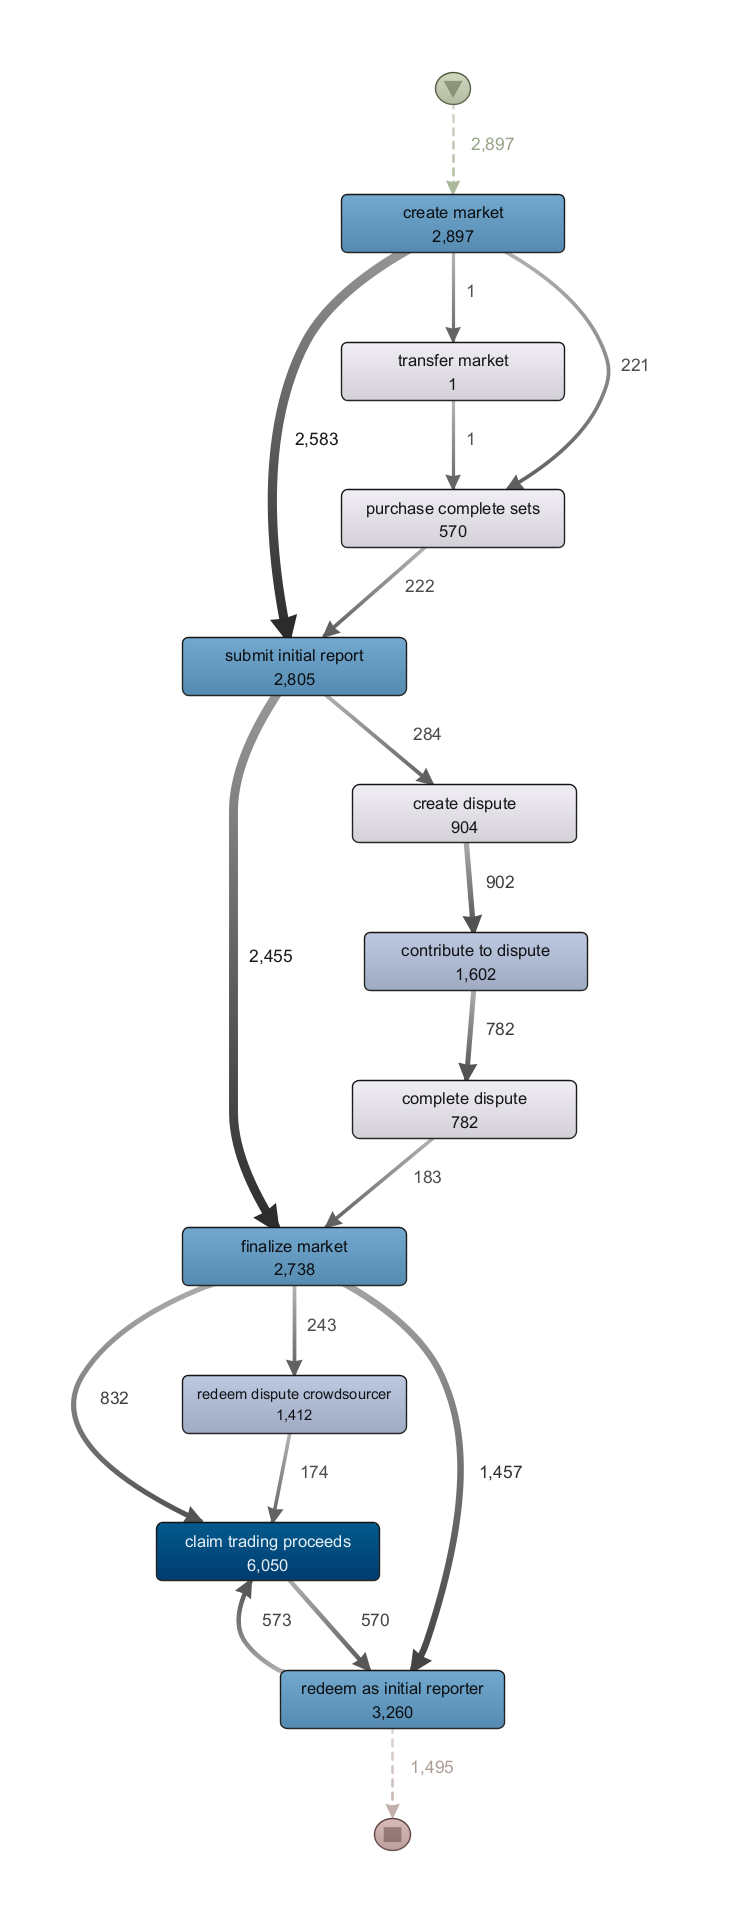 2,897
create market
2,897
1
221
transfer market
1
2,583
1
purchase complete sets
570
222
submit initial report
2,805
284
create dispute
904
902
2,455
contribute to dispute
1,602
782
complete dispute
782
183
finalize market
2,738
243
832
redeem dispute crowdsourcer
1,412
174
1,457
claim trading proceeds
6,050
573
570
redeem as initial reporter
3,260
1,495